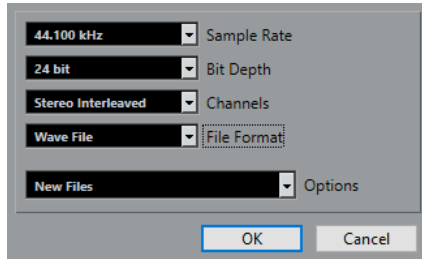 44.100 kHz Sample Rate
24 bit Bit Depth
Stereo Interleaved Channels
Wave File File Format
New Files Options
OK Cancel